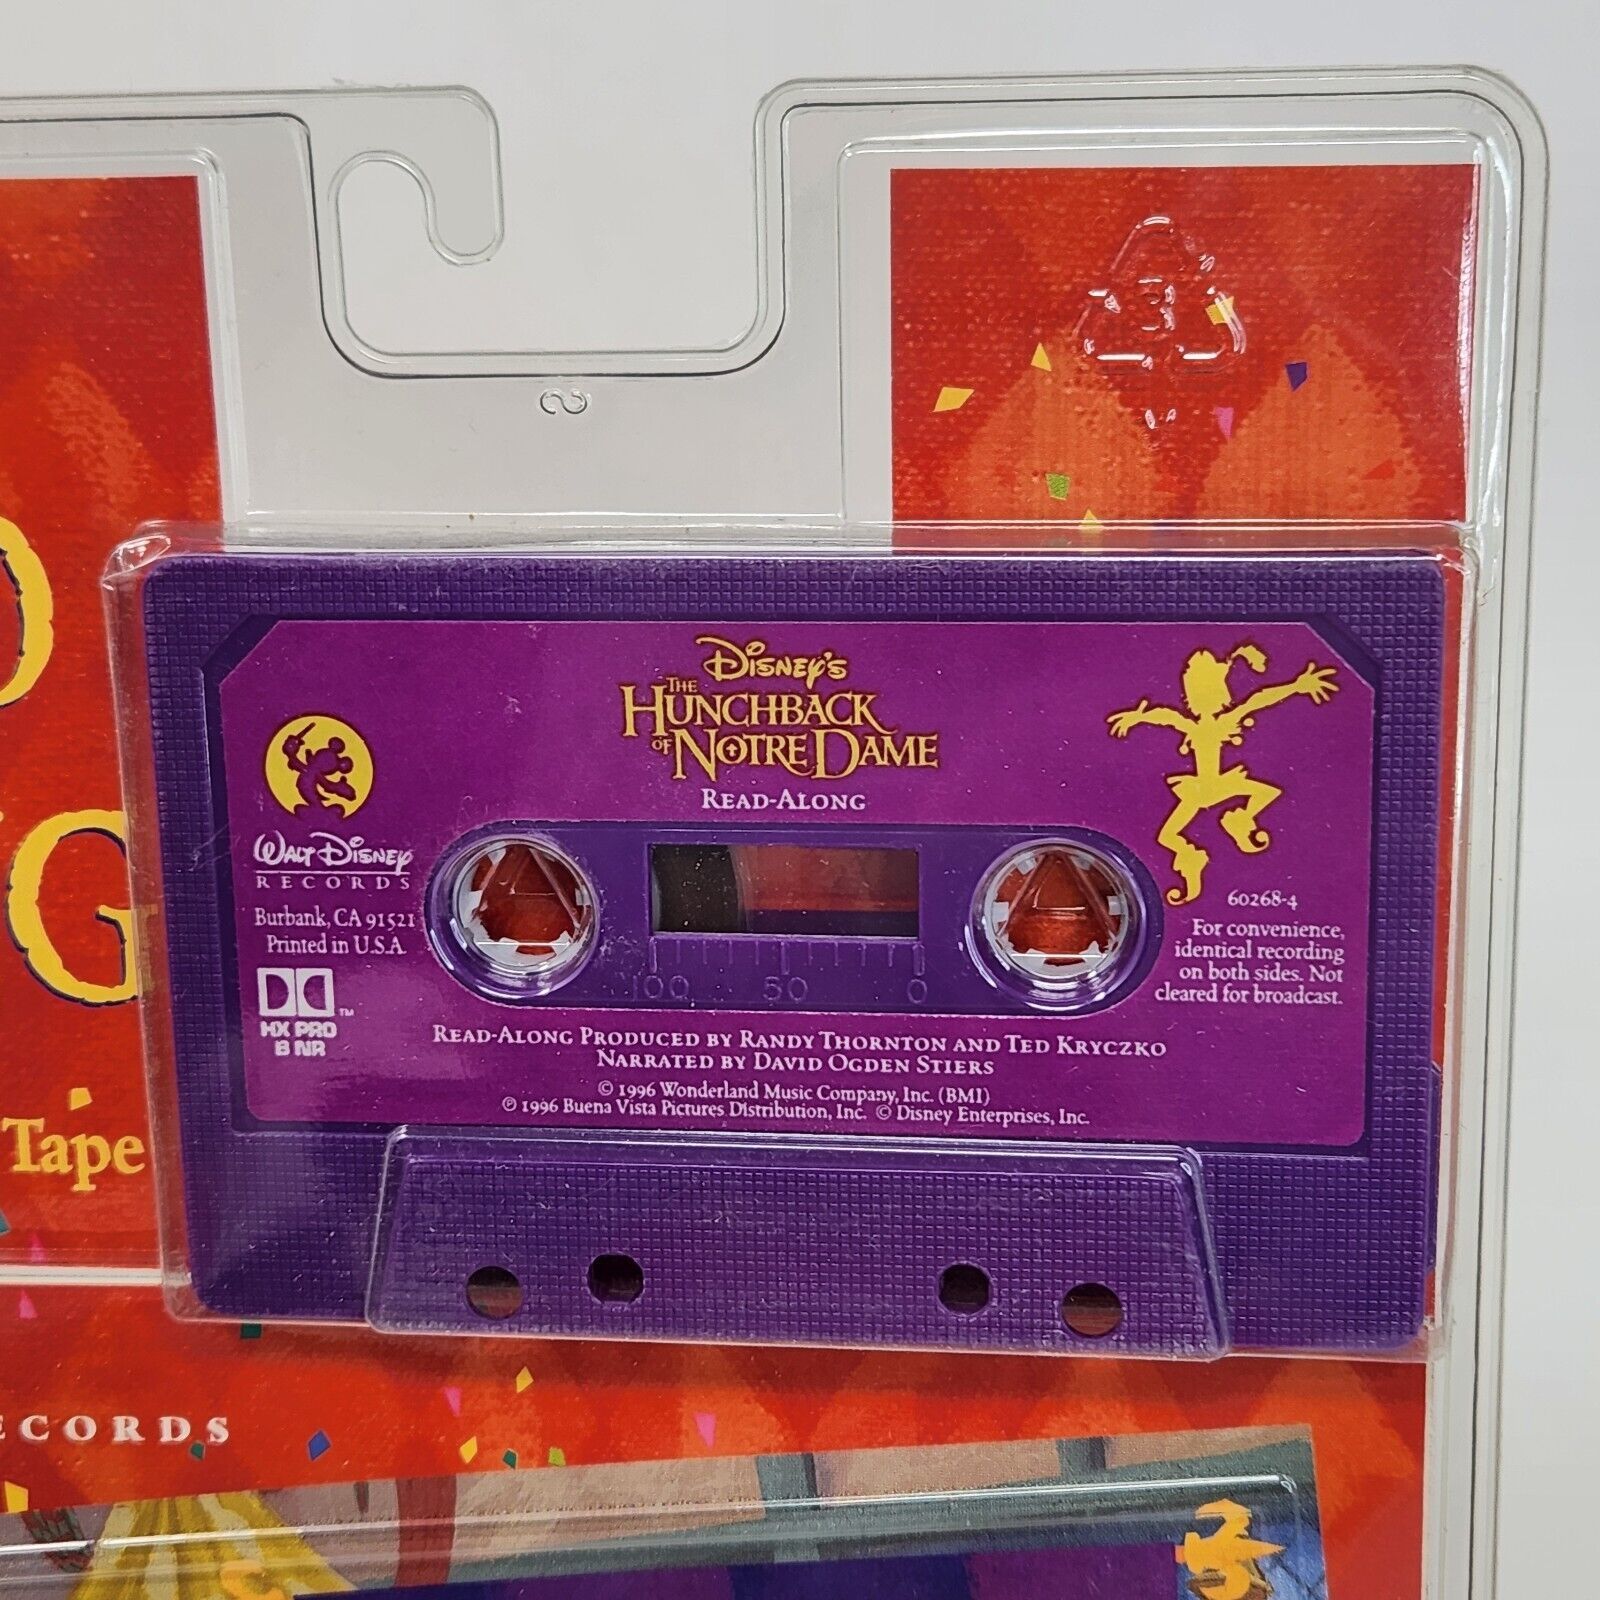 3
V
S
D
G
Tape
DISNEY'S
THE
HUNCHBACK
OF NOTRE DAME
READ-ALONG
WALT DISNEY
RECORDS
Burbank, CA 91521
Printed in U.S.A.
HX PRO
B NR
TM
60268-4
For convenience,
identical recording
on both sides. Not
cleared for broadcast.
100 50 0
READ-ALONG PRODUCED BY RANDY THORNTON AND TED KRYCZKO
NARRATED BY DAVID OGDEN STIERS
© 1996 Wonderland Music Company, Inc. (BMI)
℗ 1996 Buena Vista Pictures Distribution, Inc. © Disney Enterprises, Inc.
ECORDS